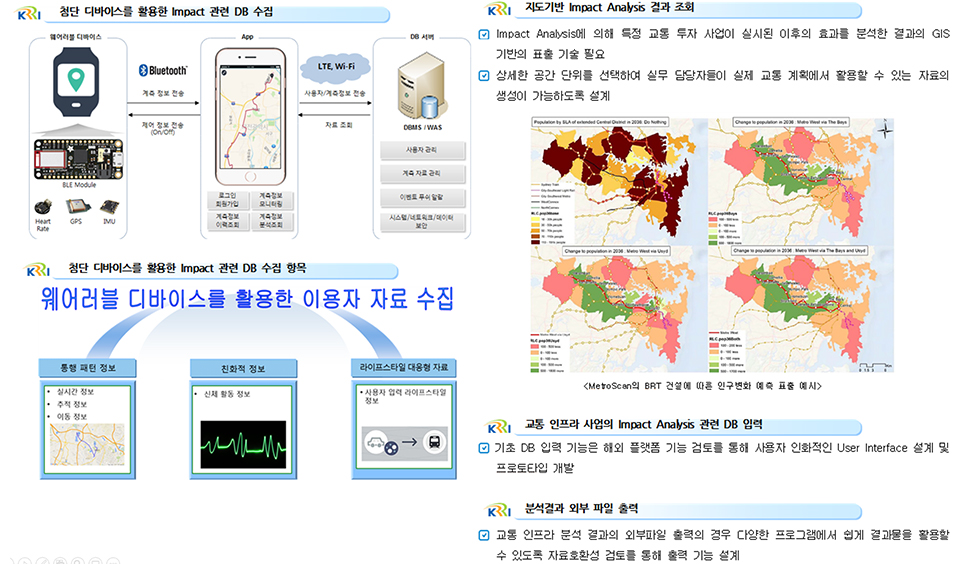 KRRI 첨단 디바이스를 활용한 Impact 관련 DB 수집
웨어러블 디바이스
BLE Module
Heart Rate
GPS
IMU
Bluetooth
계측 정보 전송
제어 정보 전송
(On/Off)
App
로그인
회원가입
계측정보
모니터링
계측정보
이력조회
계측정보
분석조회
LTE, Wi-Fi
사용자/계측정보 전송
자료 조회
DB 서버
DBMS / WAS
사용자 관리
계측 자료 관리
이벤트 푸쉬 알람
시스템/네트워크/데이터
보안
KRRI 첨단 디바이스를 활용한 Impact 관련 DB 수집 항목
웨어러블 디바이스를 활용한 이용자 자료 수집
통행 패턴 정보
• 실시간 정보
• 추적 정보
• 이동 정보
친화적 정보
• 신체 활동 정보
라이프스타일 대응형 자료
• 사용자 입력 라이프스타일
정보
KRRI 지도기반 Impact Analysis 결과 조회
Impact Analysis에 의해 특정 교통 투자 사업이 실시된 이후의 효과를 분석한 결과의 GIS
기반의 표출 기술 필요
상세한 공간 단위를 선택하여 실무 담당자들이 실제 교통 계획에서 활용할 수 있는 자료의
생성이 가능하도록 설계
Population by SLA of extended Central District in 2036: Do Nothing
Change to population in 2036 : Metro West via The Bays
Change to population in 2036 : Metro West via Usyd
Change to population in 2036 : Metro West via The Bays and Usyd
<MetroScan의 BRT 건설에 따른 인구변화 예측 표출 예시>
KRRI 교통 인프라 사업의 Impact Analysis 관련 DB 입력
기초 DB 입력 기능은 해외 플랫폼 기능 검토를 통해 사용자 인화적인 User Interface 설계 및
프로토타입 개발
KRRI 분석결과 외부 파일 출력
교통 인프라 분석 결과의 외부파일 출력의 경우 다양한 프로그램에서 쉽게 결과물을 활용할
수 있도록 자료호환성 검토를 통해 출력 기능 설계